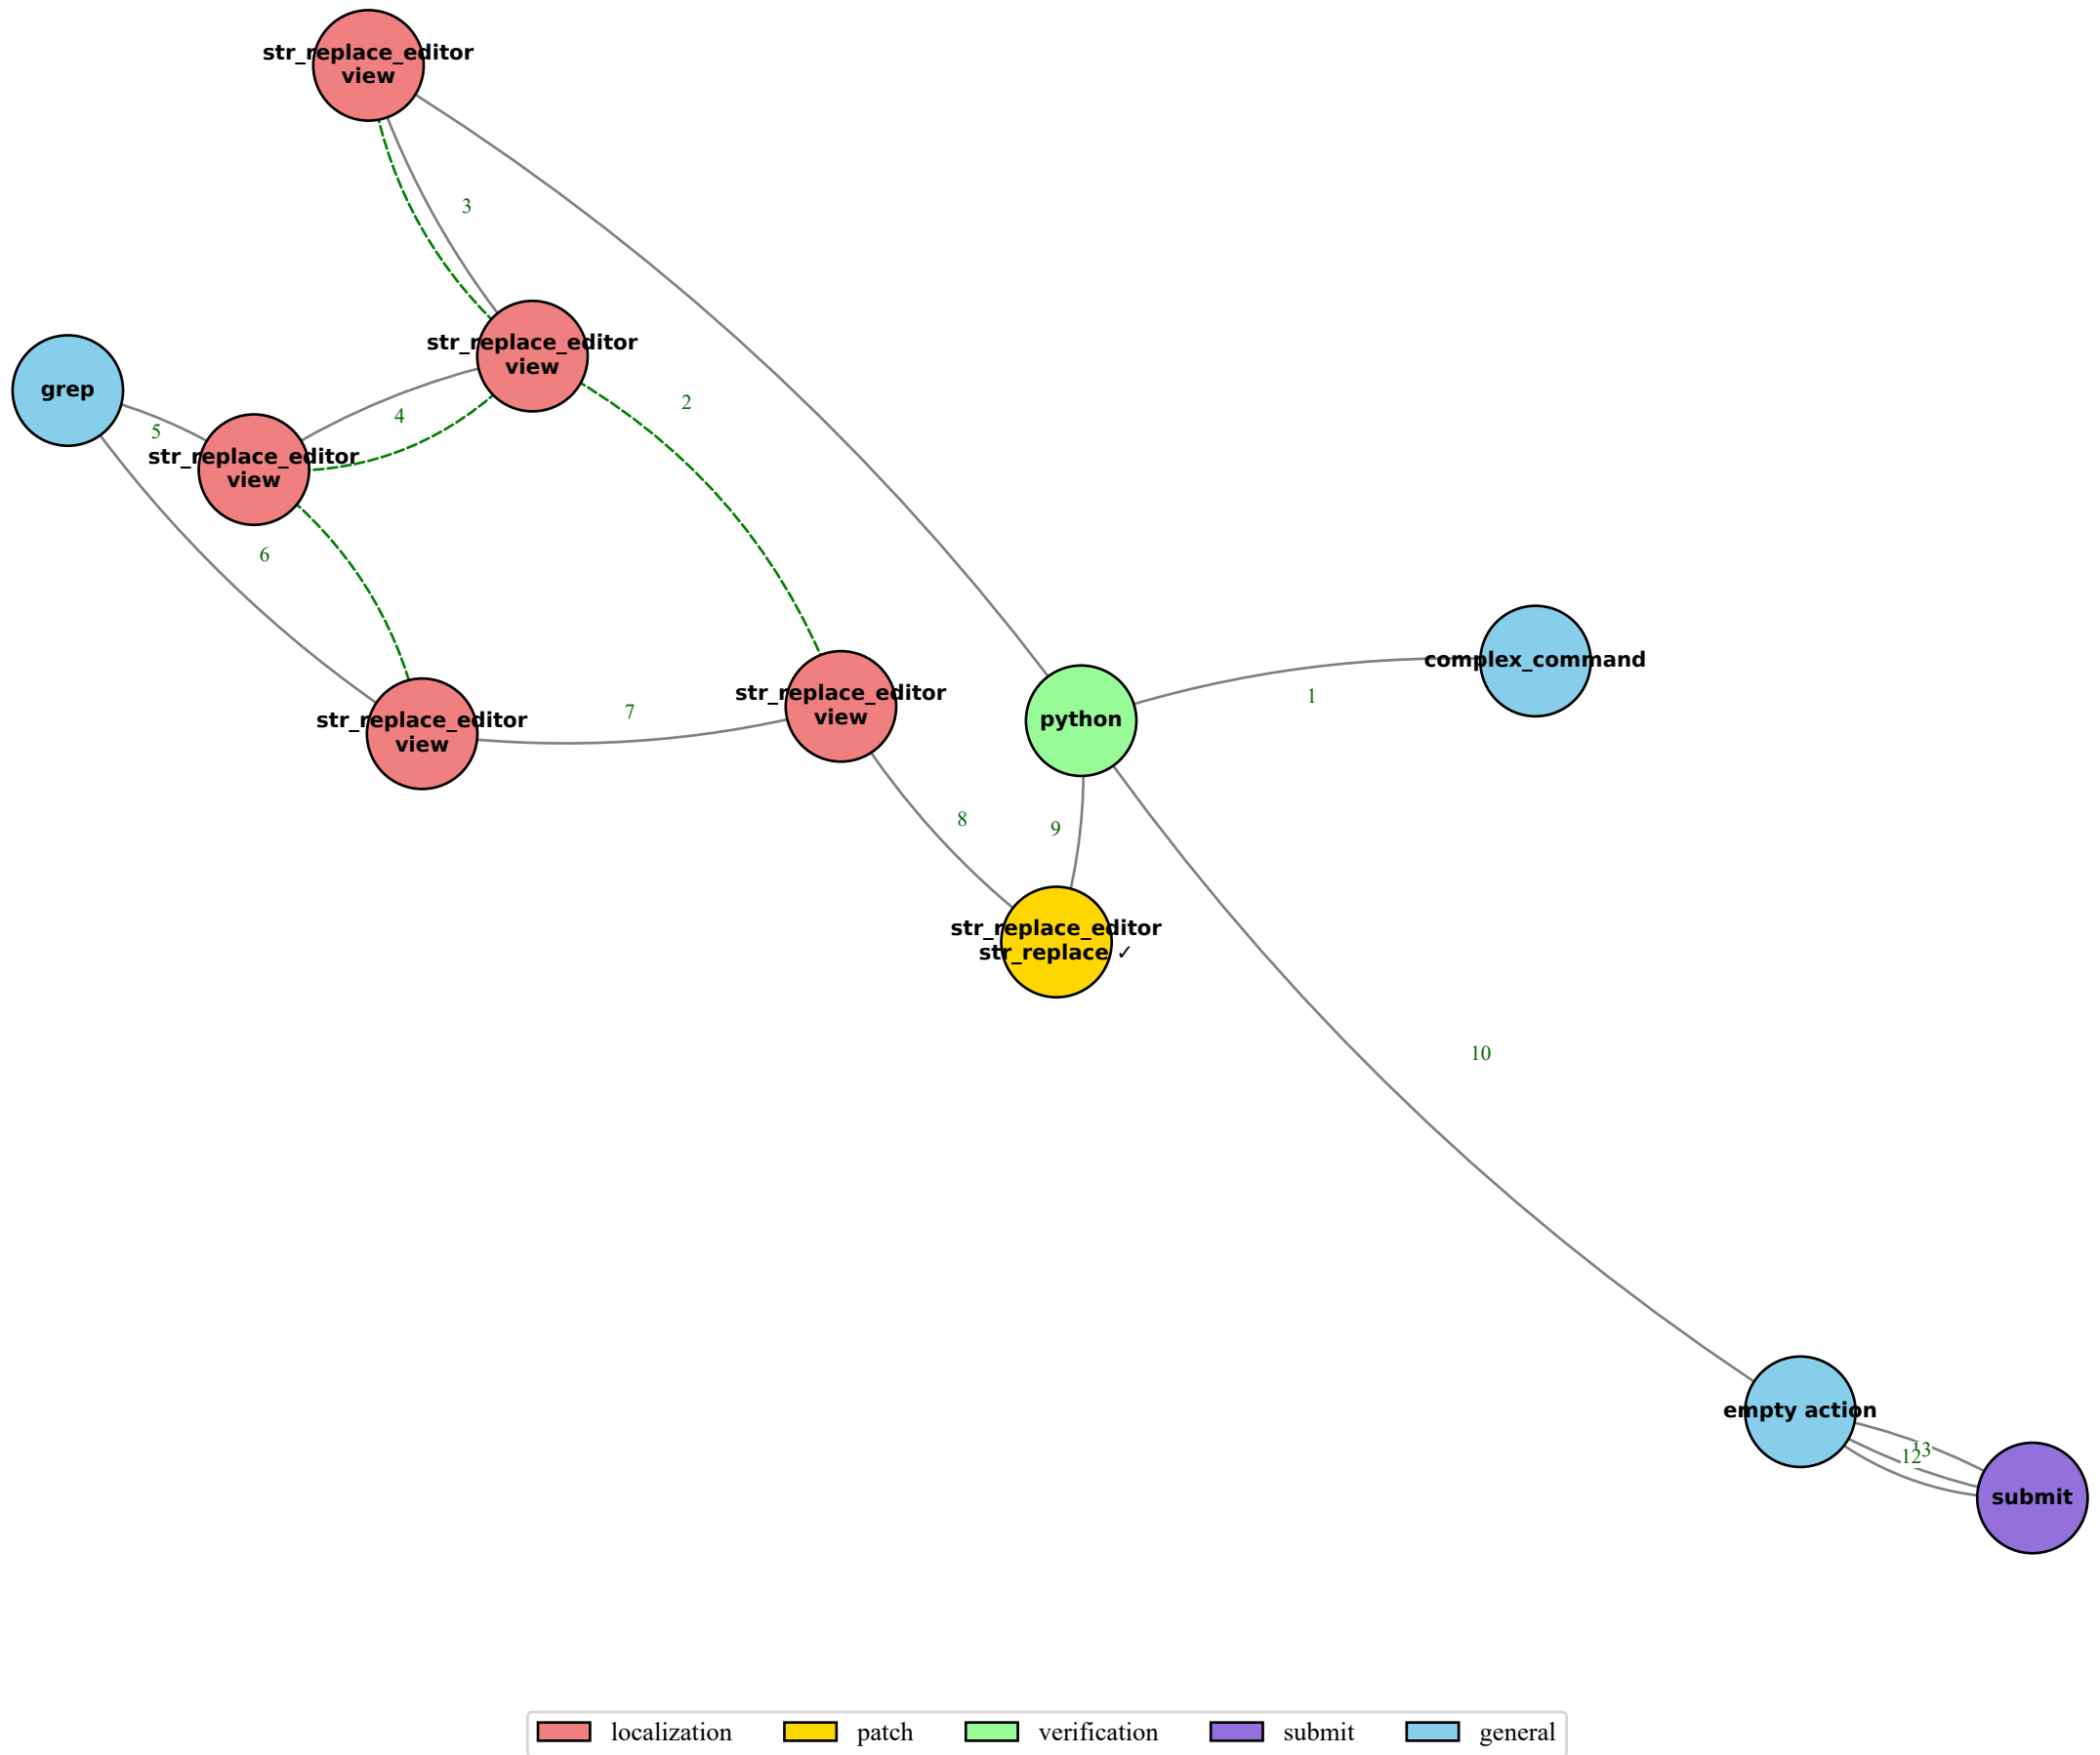 str_replace_editor
view
3
str_replace_editor
view
2
grep
4
5
str_replace_editor
view
6
complex_command
1
str_replace_editor
view
7
str_replace_editor
view
python
8
9
str_replace_editor
str_replace ✓
10
empty action
13
12
submit
localization
patch
verification
submit
general